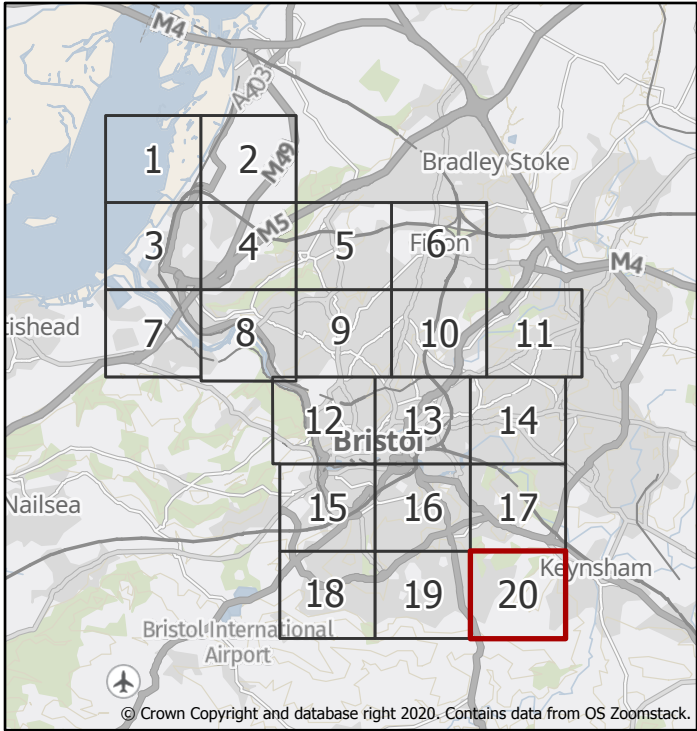 M4
A403
1
2
M49
Bradley Stoke
M5
3
4
5
6
Filton
M4
tishead
7
8
9
10
11
12
13
14
Bristol
Nailsea
15
16
17
Keynsham
18
19
20
Bristol International
Airport
© Crown Copyright and database right 2020. Contains data from OS Zoomstack.